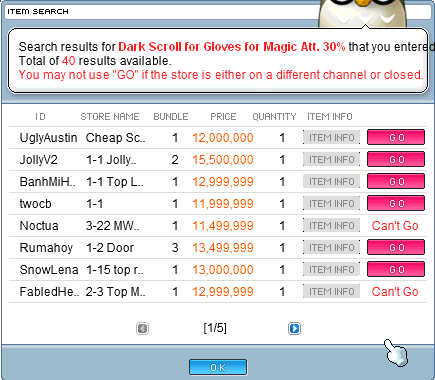 ITEM SEARCH
Search results for Dark Scroll for Gloves for Magic Att. 30% that you entered
Total of 40 results available.
You may not use "GO" if the store is either on a different channel or closed.
ID STORE NAME BUNDLE PRICE QUANTITY ITEM INFO
UglyAustin Cheap Sc.. 1 12,000,000 1 ITEM INFO GO
JollyV2 1-1 Jolly.. 2 15,500,000 1 ITEM INFO GO
BanhMiH.. 1-1 Top L.. 1 12,999,999 1 ITEM INFO GO
twocb 1-1 1 11,999,999 1 ITEM INFO GO
Noctua 3-22 MW.. 1 11,499,999 1 ITEM INFO Can't Go
Rumahoy 1-2 Door 3 13,499,999 1 ITEM INFO GO
SnowLena 1-15 top r.. 1 13,000,000 1 ITEM INFO GO
FabledHe.. 2-3 Top M.. 1 12,999,999 1 ITEM INFO Can't Go
[1/5]
OK